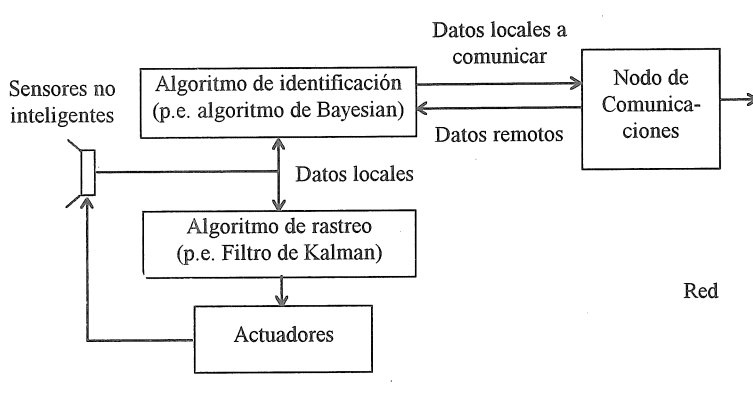 Datos locales a
comunicar
Sensores no
inteligentes
Algoritmo de identificación
(p.e. algoritmo de Bayesian)
Nodo de
Comunica-
ciones
Datos remotos
Datos locales
Algoritmo de rastreo
(p.e. Filtro de Kalman)
Red
Actuadores